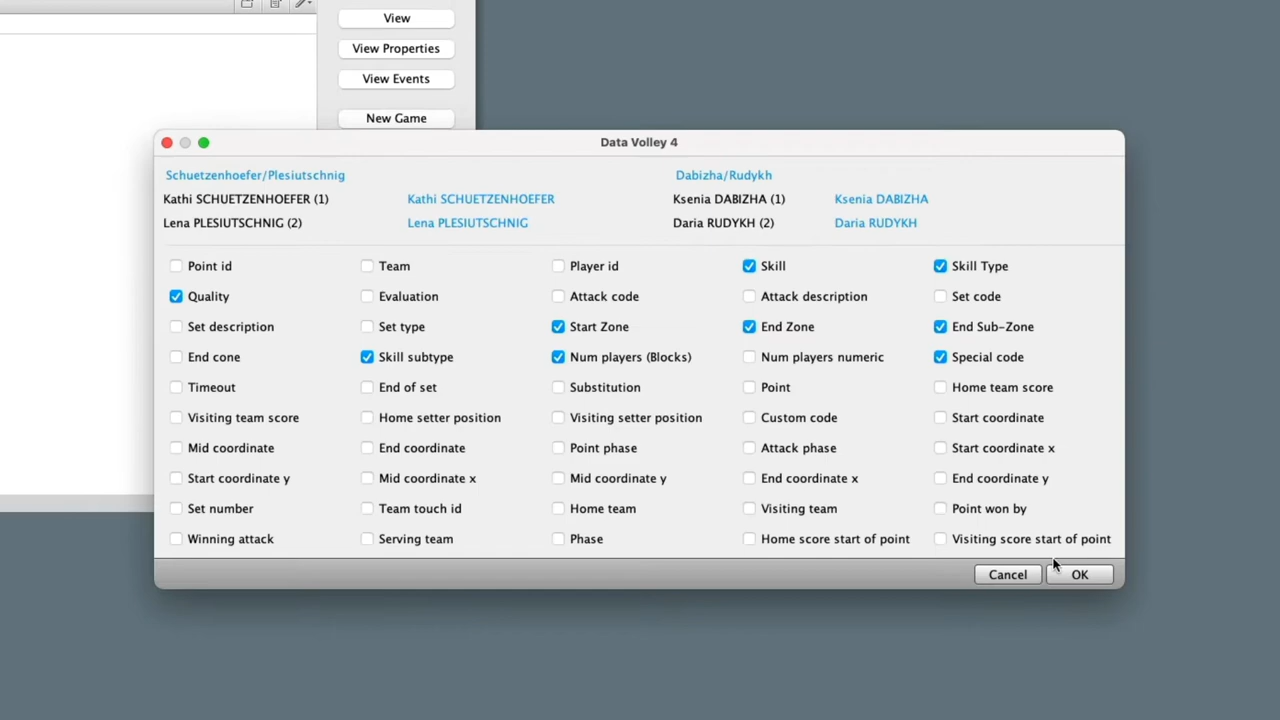 View
View Properties
View Events
New Game
Data Volley 4
Schuetzenhoefer/Plesiutschnig Dabizha/Rudykh
Kathi SCHUETZENHOEFER (1) Kathi SCHUETZENHOEFER Ksenia DABIZHA (1) Ksenia DABIZHA
Lena PLESIUTSCHNIG (2) Lena PLESIUTSCHNIG Daria RUDYKH (2) Daria RUDYKH
Point id Team Player id Skill Skill Type
Quality Evaluation Attack code Attack description Set code
Set description Set type Start Zone End Zone End Sub-Zone
End cone Skill subtype Num players (Blocks) Num players numeric Special code
Timeout End of set Substitution Point Home team score
Visiting team score Home setter position Visiting setter position Custom code Start coordinate
Mid coordinate End coordinate Point phase Attack phase Start coordinate x
Start coordinate y Mid coordinate x Mid coordinate y End coordinate x End coordinate y
Set number Team touch id Home team Visiting team Point won by
Winning attack Serving team Phase Home score start of point Visiting score start of point
Cancel OK